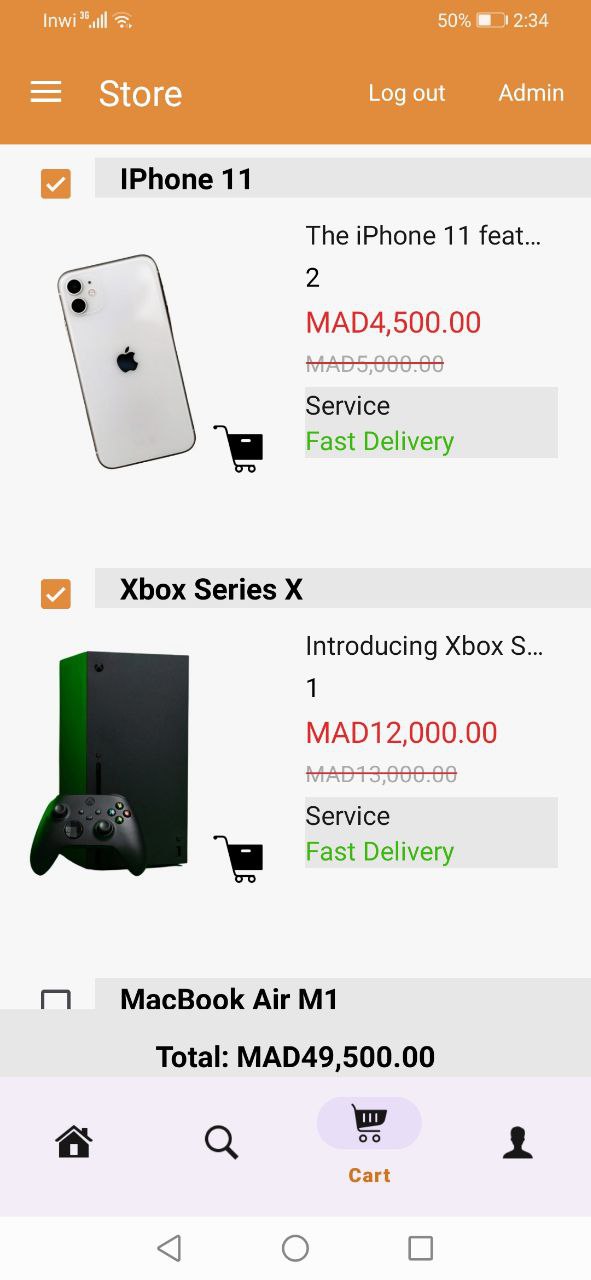 Inwi 3G 50% 2:34
Store Log out Admin
IPhone 11
The iPhone 11 feat...
2
MAD4,500.00
MAD5,000.00
Service
Fast Delivery
Xbox Series X
Introducing Xbox S...
1
MAD12,000.00
MAD13,000.00
Service
Fast Delivery
MacBook Air M1
Total: MAD49,500.00
Cart